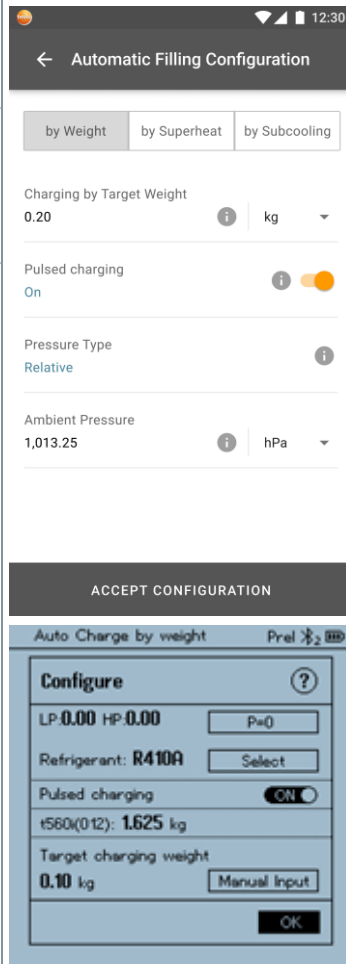 12:30
Automatic Filling Configuration
by Weight by Superheat by Subcooling
Charging by Target Weight
0.20 kg
Pulsed charging
On
Pressure Type
Relative
Ambient Pressure
1,013.25 hPa
ACCEPT CONFIGURATION
Auto Charge by weight Prel 2
Configure ?
LP:0.00 HP:0.00 P=0
Refrigerant: R410A Select
Pulsed charging ON
t560i(012): 1.625 kg
Target charging weight
0.10 kg Manual Input
OK